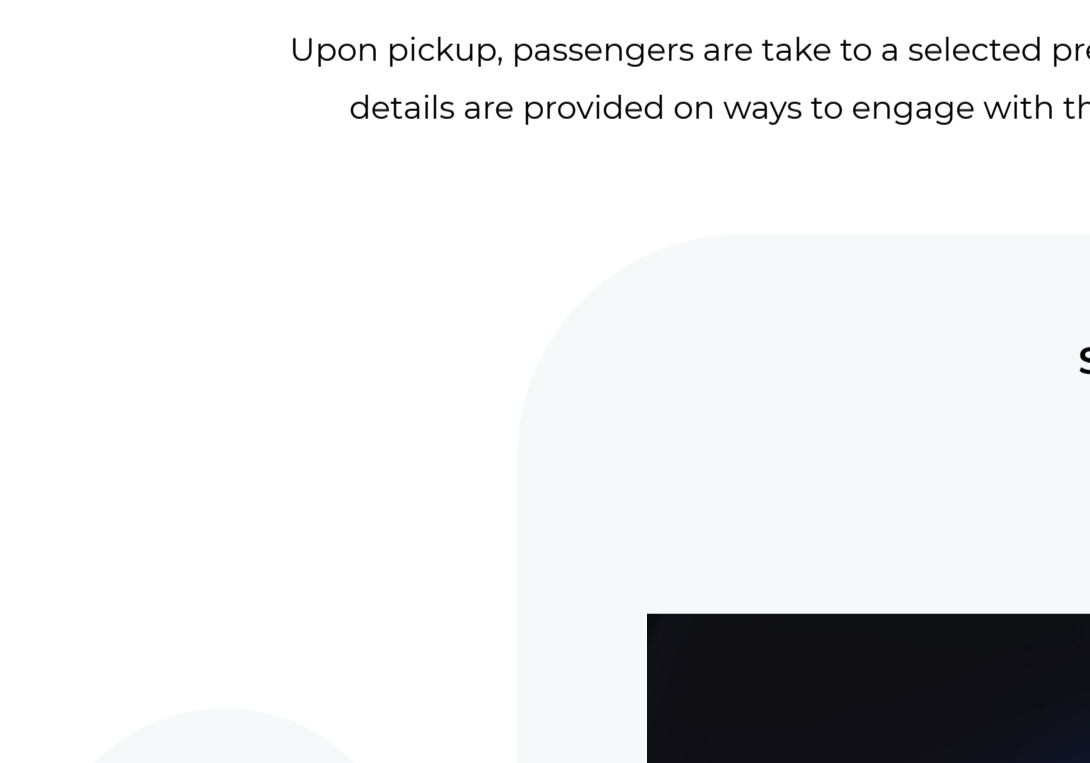 Upon pickup, passengers are take to a selected
details are provided on ways to engage with